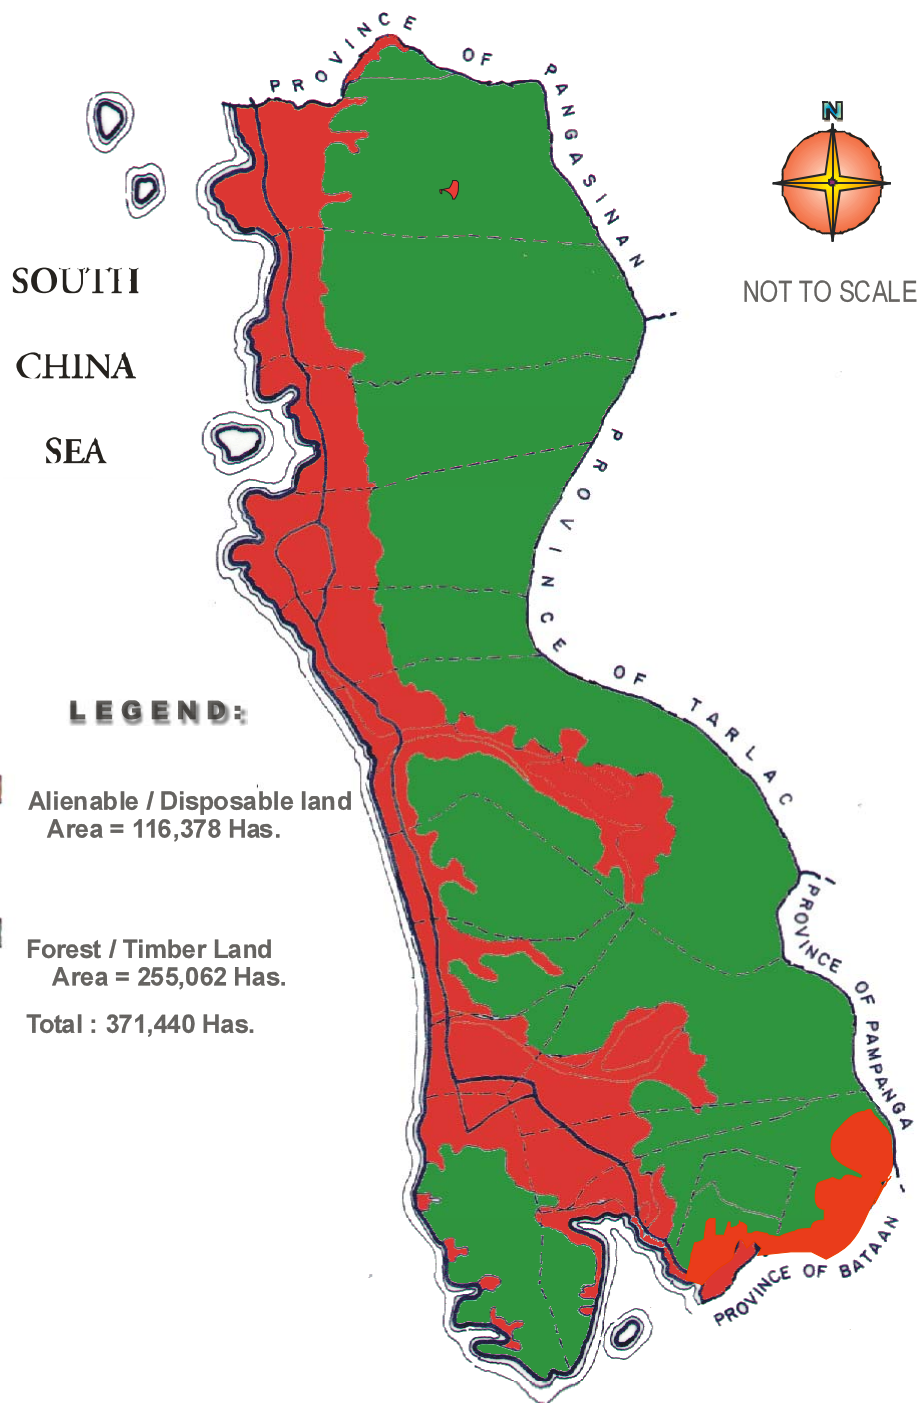 PROVINCE OF PANGASINAN
N
NOT TO SCALE
SOUTH
CHINA
SEA
PROVINCE OF TARLAC
LEGEND:
Alienable / Disposable land
Area = 116,378 Has.
Forest / Timber Land
Area = 255,062 Has.
Total : 371,440 Has.
PROVINCE OF PAMPANGA
PROVINCE OF BATAAN